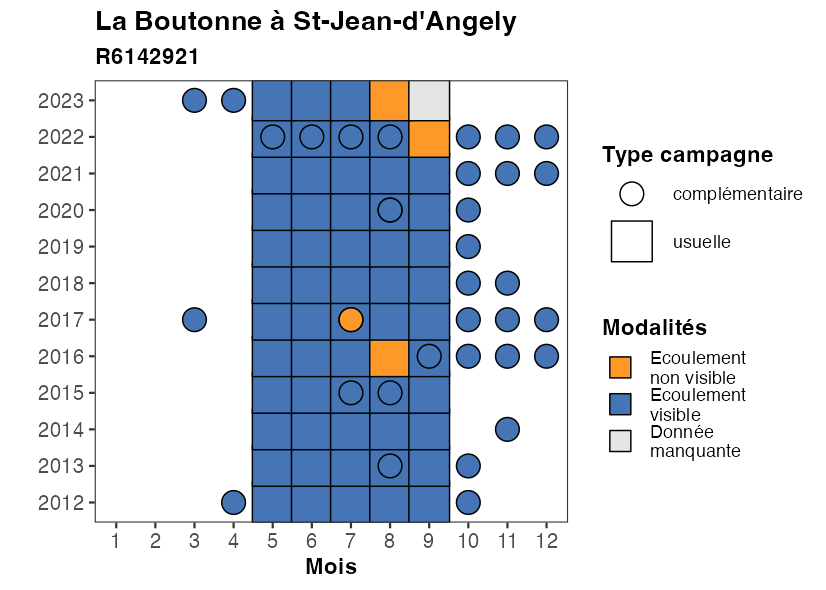 La Boutonne à St-Jean-d'Angely
R6142921
2023
2022
2021
2020
2019
2018
2017
2016
2015
2014
2013
2012
1 2 3 4 5 6 7 8 9 10 11 12
Mois
Type campagne
complémentaire
usuelle
Modalités
Ecoulement
non visible
Ecoulement
visible
Donnée
manquante